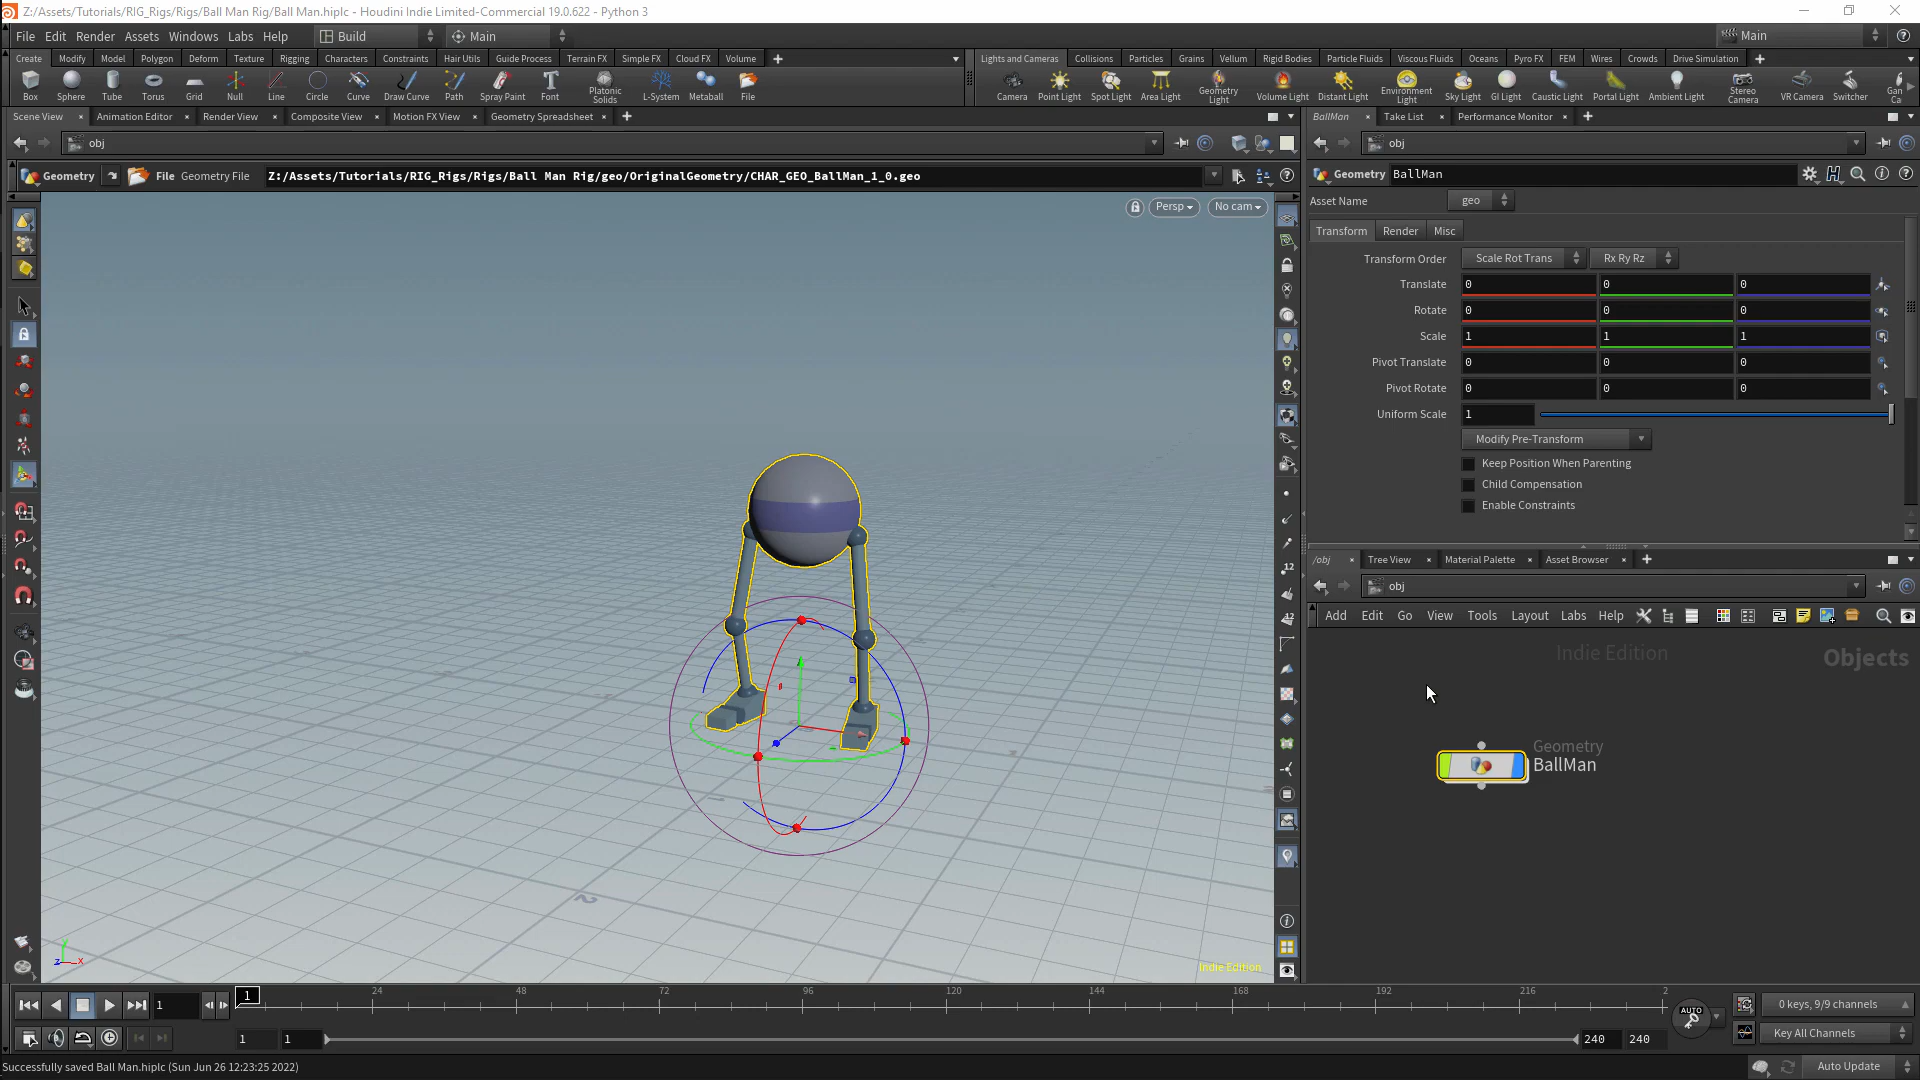 Z:/Assets/Tutorials/RIG_Rigs/Rigs/Ball Man Rig/Ball Man.hiplc - Houdini Indie Limited-Commercial 19.0.622 - Python 3
File Edit Render Assets Windows Labs Help Build Main Main
Create Modify Model Polygon Deform Texture Rigging Characters Constraints Hair Utils Guide Process Terrain FX Simple FX Cloud FX Volume
Lights and Cameras Collisions Particles Grains Vellum Rigid Bodies Particle Fluids Viscous Fluids Oceans Pyro FX FEM Wires Crowds Drive Simulation
Box Sphere Tube Torus Grid Null Line Circle Curve Draw Curve Path Spray Paint Font Platonic Solids L-System Metaball File
Camera Point Light Spot Light Area Light Geometry Light Volume Light Distant Light Environment Light Sky Light GI Light Caustic Light Portal Light Ambient Light Stereo Camera VR Camera Switcher Gan Ca
Scene View Animation Editor Render View Composite View Motion FX View Geometry Spreadsheet
BallMan Take List Performance Monitor
obj
obj
Geometry File Geometry File Z:/Assets/Tutorials/RIG_Rigs/Rigs/Ball Man Rig/geo/OriginalGeometry/CHAR_GEO_BallMan_1_0.geo
Geometry BallMan
Asset Name geo
Persp No cam
Transform Render Misc
Transform Order Scale Rot Trans Rx Ry Rz
Translate 0 0 0
Rotate 0 0 0
Scale 1 1 1
Pivot Translate 0 0 0
Pivot Rotate 0 0 0
Uniform Scale 1
Modify Pre-Transform
Keep Position When Parenting
Child Compensation
Enable Constraints
/obj Tree View Material Palette Asset Browser
obj
Add Edit Go View Tools Layout Labs Help
Indie Edition
Objects
Geometry
BallMan
12
12
2
y
z x
Indie Edition
1 1 24 48 72 96 120 144 168 192 216 2
AUTO
0 keys, 9/9 channels
1 1 240 240
Key All Channels
Successfully saved Ball Man.hiplc (Sun Jun 26 12:23:25 2022)
Auto Update